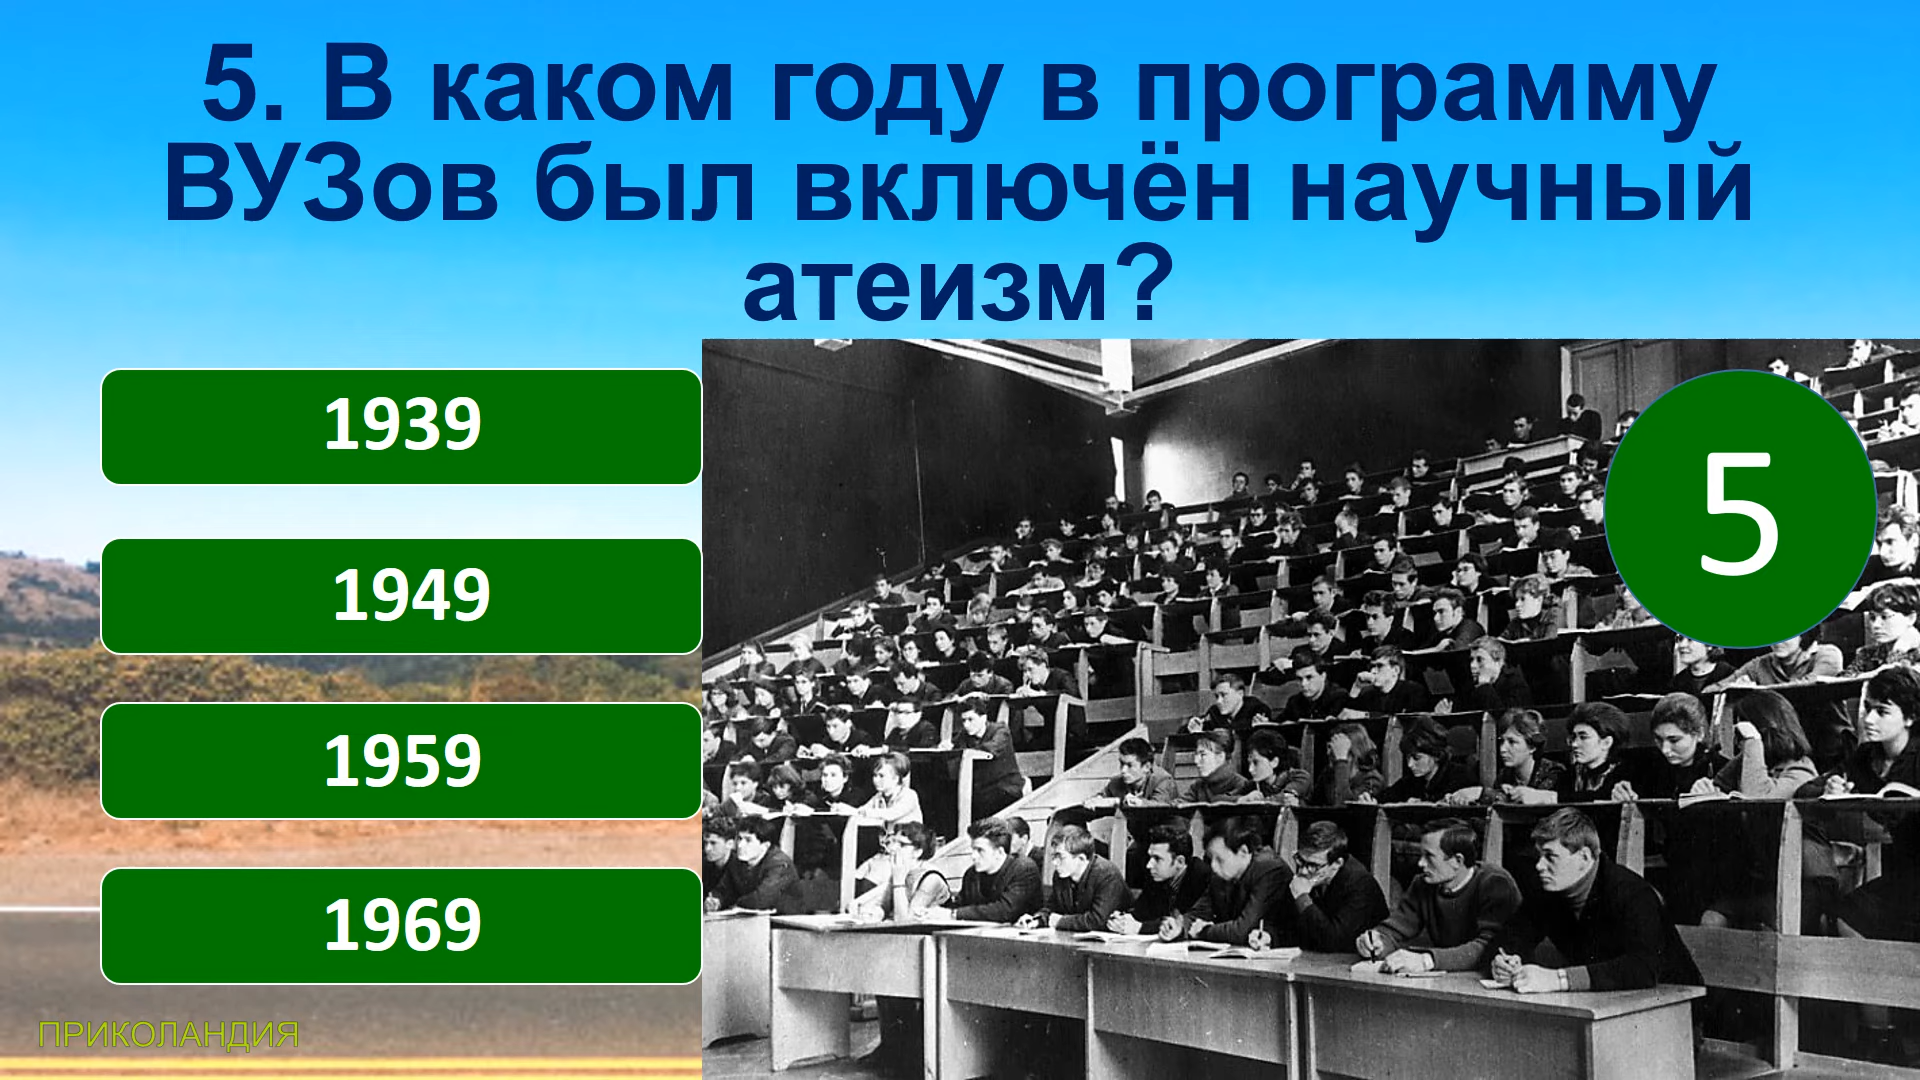 5. В каком году в программу
ВУЗов был включён научный
атеизм?
1939
5
1949
1959
1969
ПРИКОЛАНДИЯ